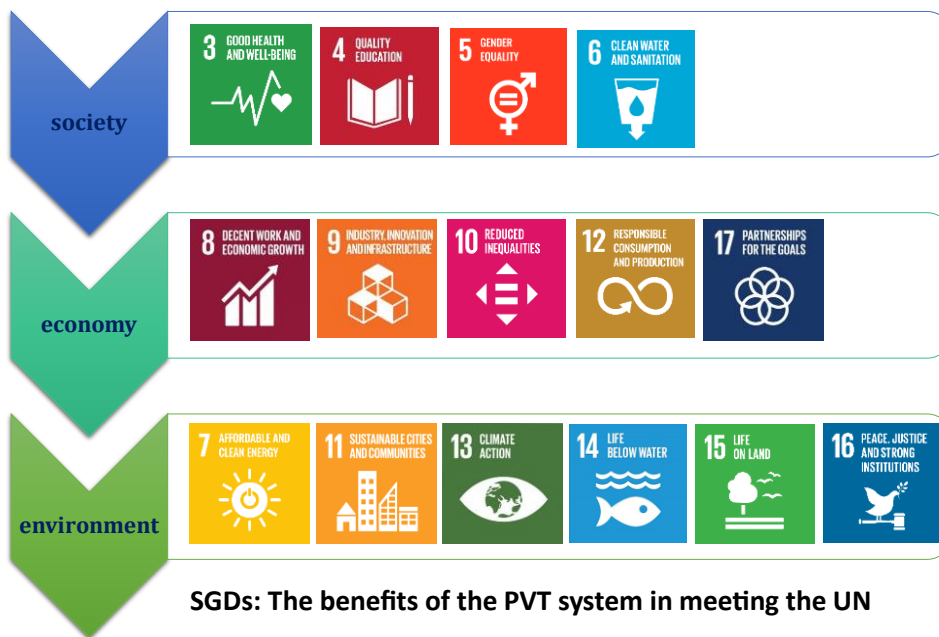 society
3 GOOD HEALTH
AND WELL-BEING
4 QUALITY
EDUCATION
5 GENDER
EQUALITY
6 CLEAN WATER
AND SANITATION
economy
8 DECENT WORK AND
ECONOMIC GROWTH
9 INDUSTRY, INNOVATION
AND INFRASTRUCTURE
10 REDUCED
INEQUALITIES
12 RESPONSIBLE
CONSUMPTION
AND PRODUCTION
17 PARTNERSHIPS
FOR THE GOALS
environment
7 AFFORDABLE AND
CLEAN ENERGY
11 SUSTAINABLE CITIES
AND COMMUNITIES
13 CLIMATE
ACTION
14 LIFE
BELOW WATER
15 LIFE
ON LAND
16 PEACE, JUSTICE
AND STRONG
INSTITUTIONS
SGDs: The benefits of the PVT system in meeting the UN